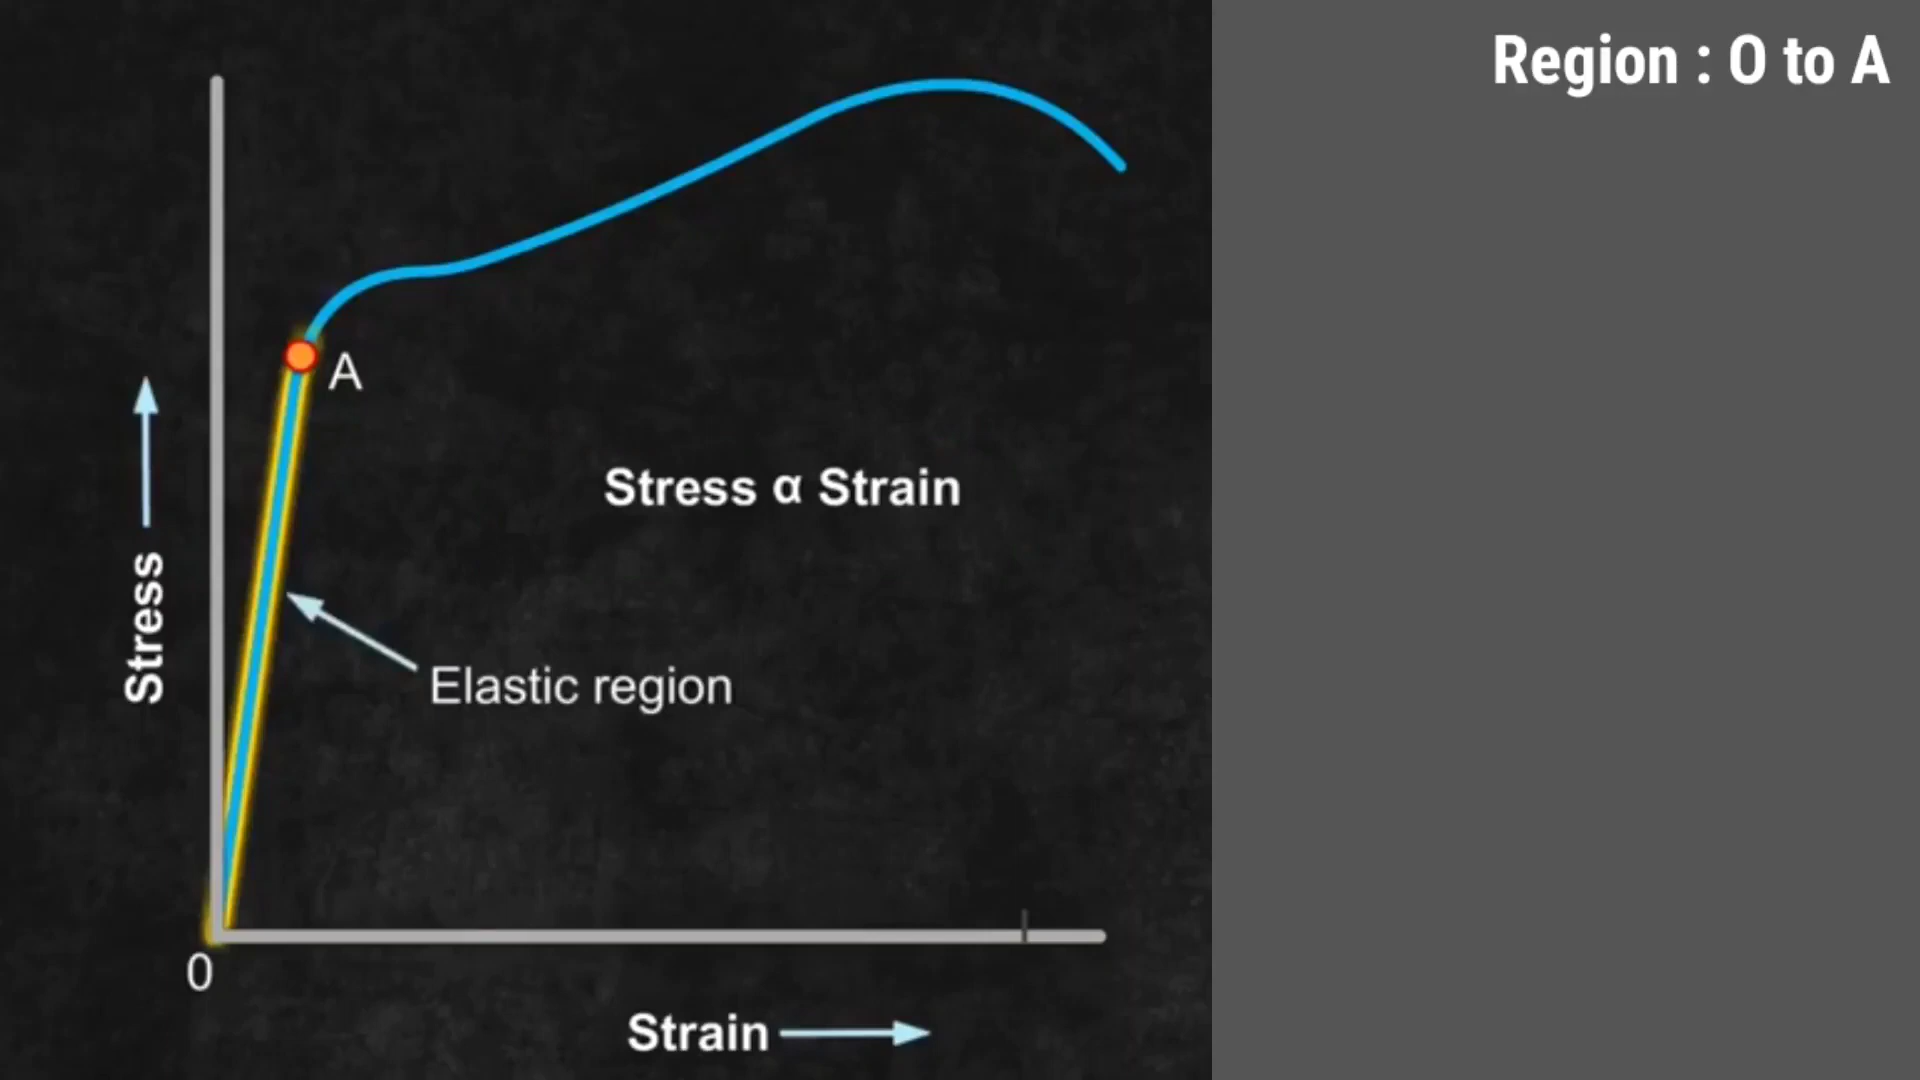 Region : O to A
A
Stress α Strain
Stress
Elastic region
0
Strain